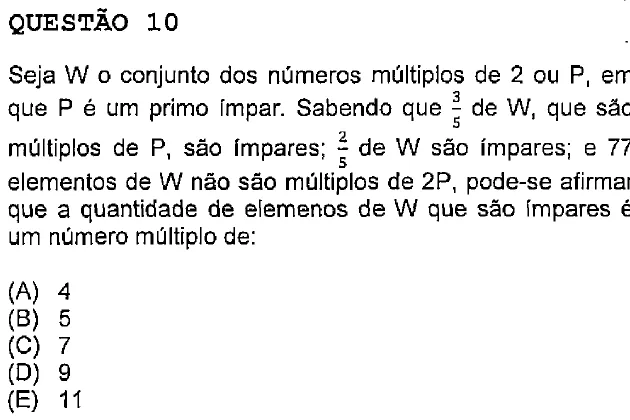 QUESTÃO 10
Seja W o conjunto dos números múltiplos de 2 ou P, em
que P é um primo ímpar. Sabendo que 3/5 de W, que são
múltiplos de P, são ímpares; 2/5 de W são ímpares; e 77
elementos de W não são múltiplos de 2P, pode-se afirmar
que a quantidade de elemenos de W que são ímpares é
um número múltiplo de:
(A) 4
(B) 5
(C) 7
(D) 9
(E) 11